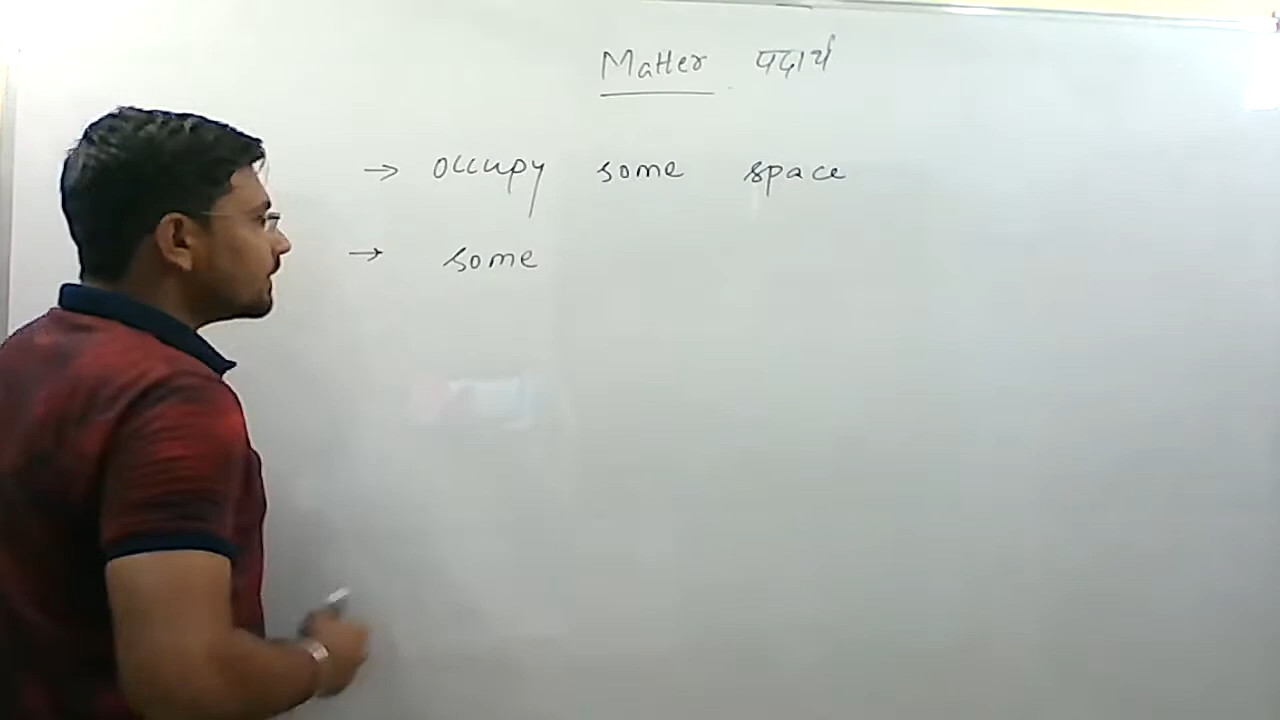 Matter पदार्थ
→ occupy some space
→ some